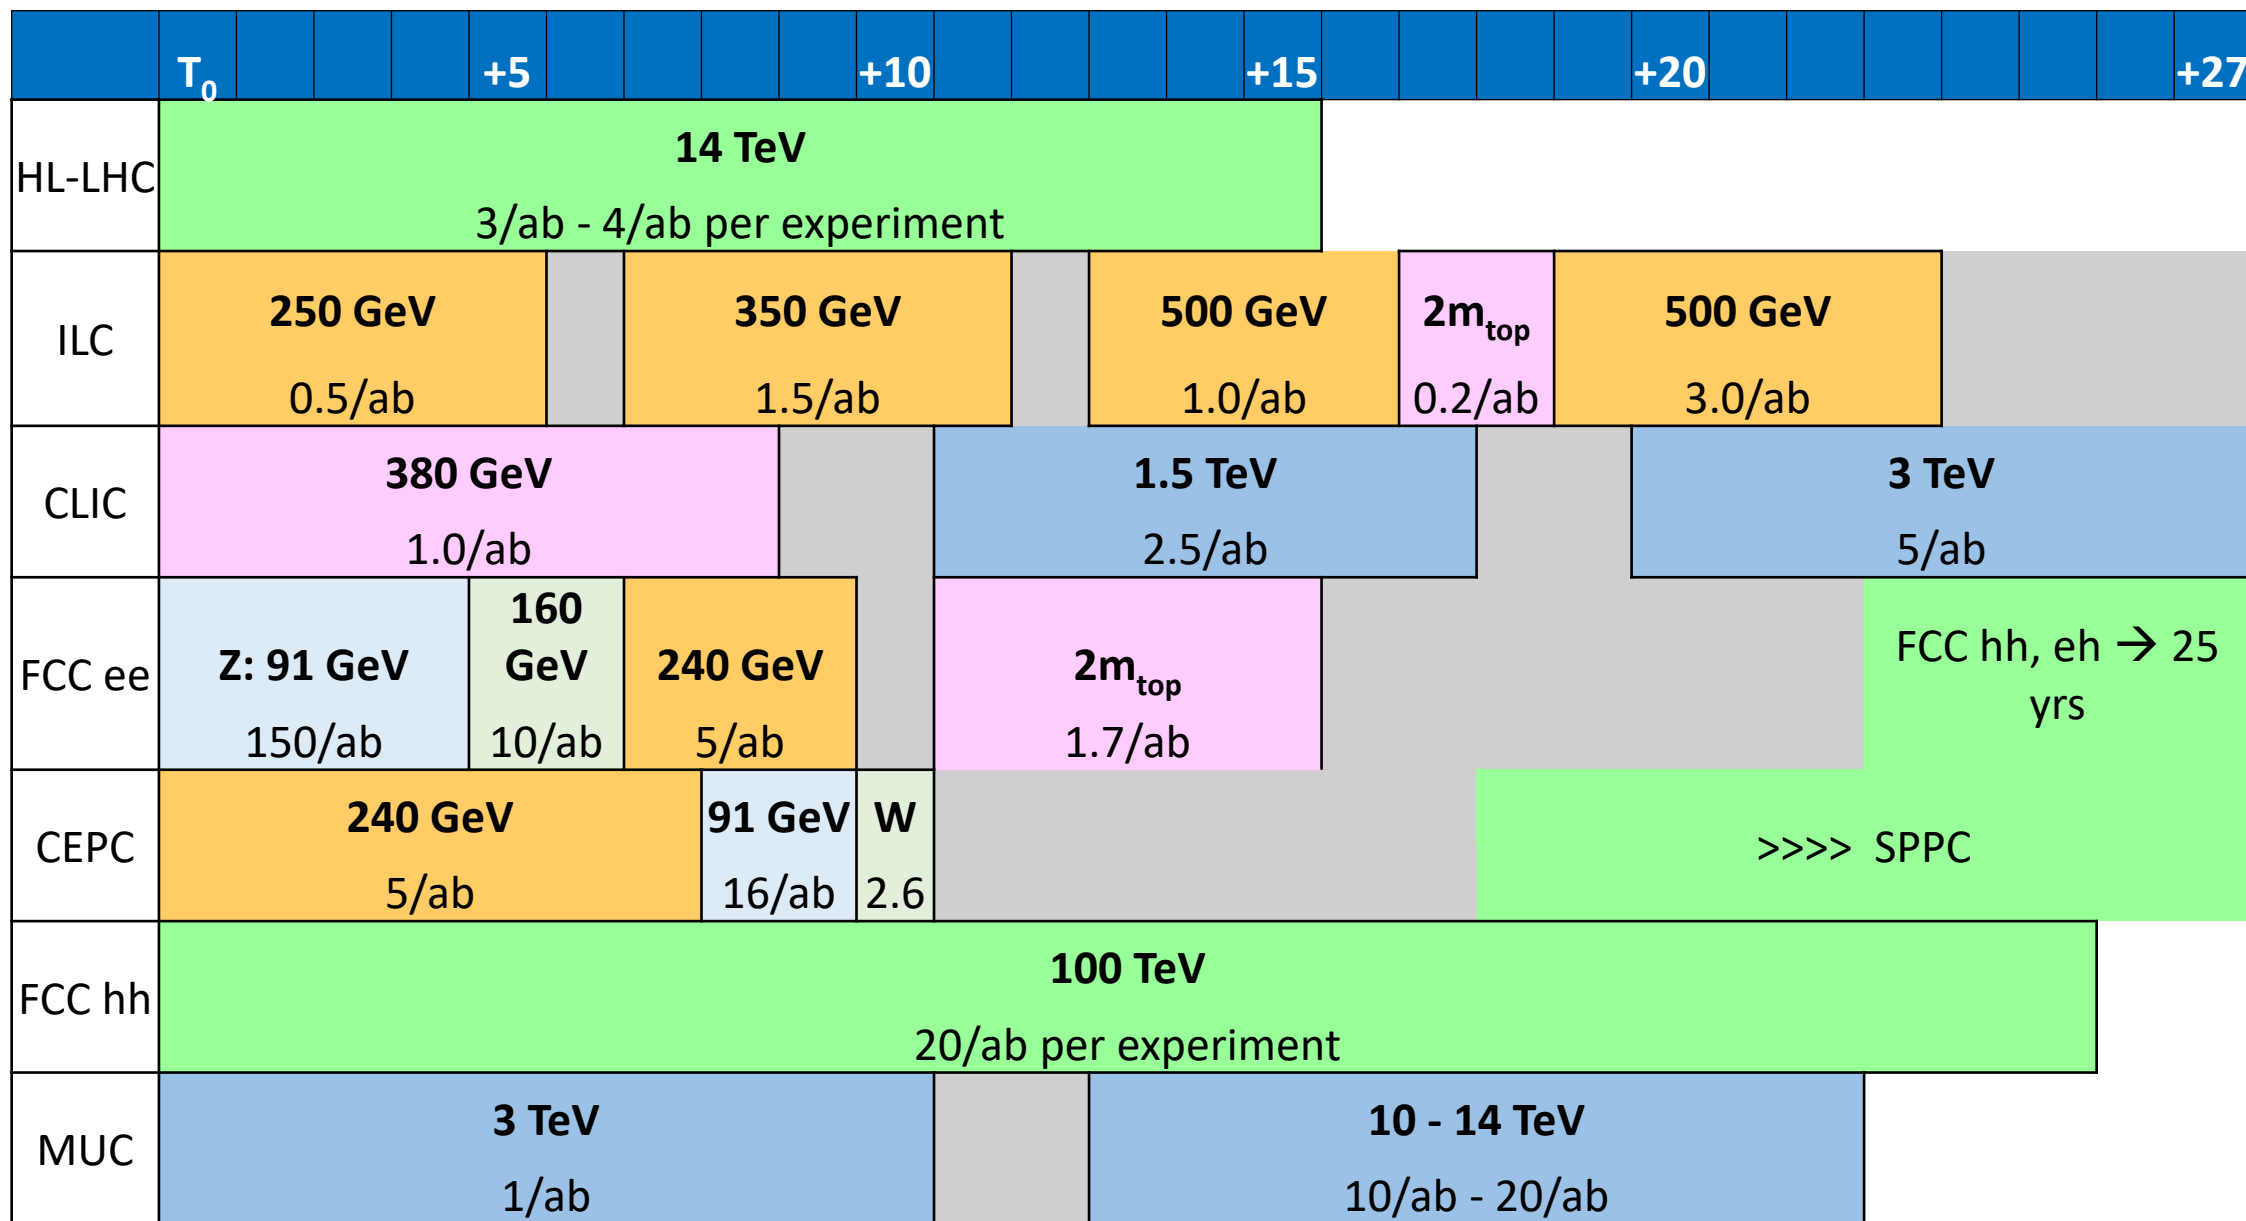 T0 +5 +10 +15 +20 +27
HL-LHC
14 TeV
3/ab - 4/ab per experiment
ILC
250 GeV
0.5/ab
350 GeV
1.5/ab
500 GeV
1.0/ab
2mtop
0.2/ab
500 GeV
3.0/ab
CLIC
380 GeV
1.0/ab
1.5 TeV
2.5/ab
3 TeV
5/ab
FCC ee
Z: 91 GeV
150/ab
160
GeV
10/ab
240 GeV
5/ab
2mtop
1.7/ab
FCC hh, eh → 25
yrs
CEPC
240 GeV
5/ab
91 GeV
16/ab
W
2.6
>>>> SPPC
FCC hh
100 TeV
20/ab per experiment
MUC
3 TeV
1/ab
10 - 14 TeV
10/ab - 20/ab